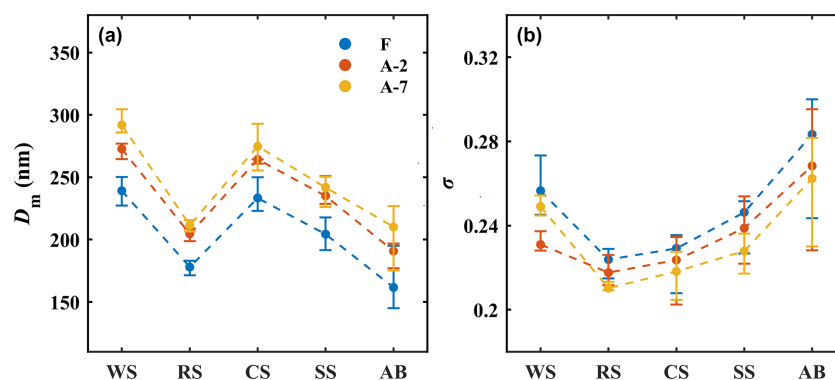 (a)
F
A-2
A-7
350
300
250
200
150
D_m (nm)
WS RS CS SS AB
(b)
0.32
0.28
0.24
0.2
σ
WS RS CS SS AB